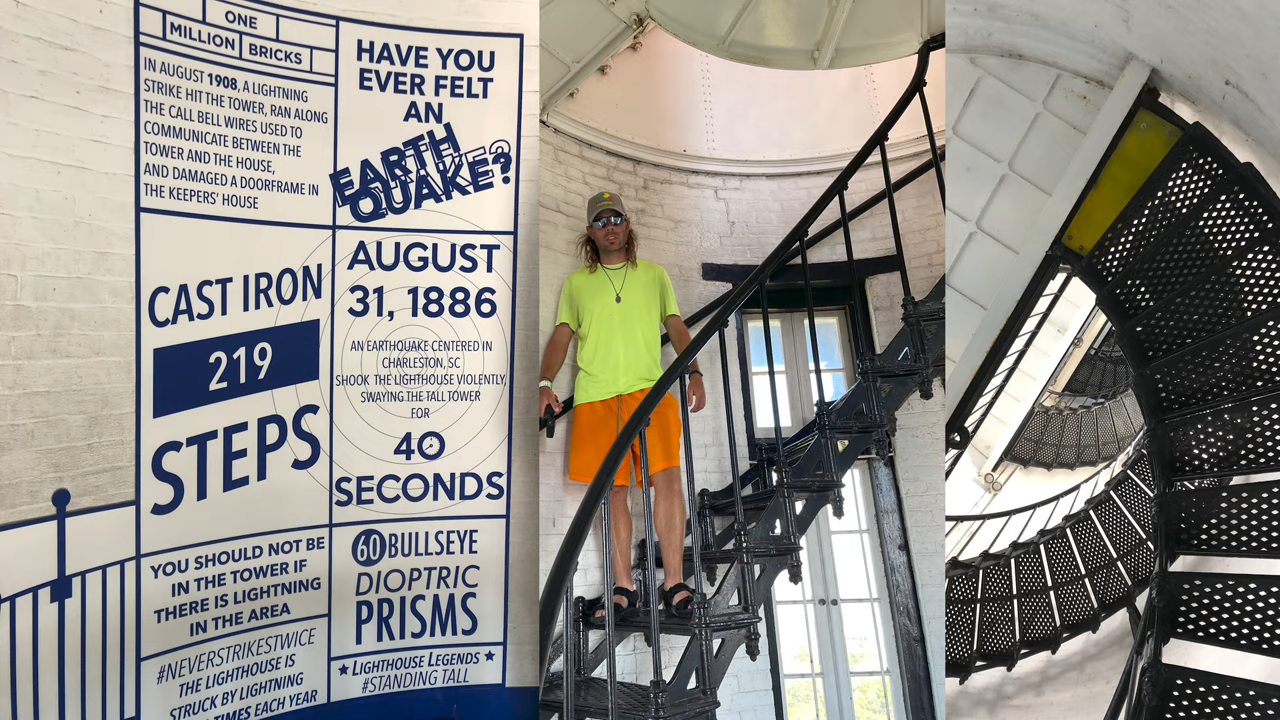 ONE
MILLION BRICKS
IN AUGUST 1908, A LIGHTNING
STRIKE HIT THE TOWER, RAN ALONG
THE CALL BELL WIRES USED TO
COMMUNICATE BETWEEN THE
TOWER AND THE HOUSE,
AND DAMAGED A DOORFRAME IN
THE KEEPERS' HOUSE
CAST IRON
219
STEPS
YOU SHOULD NOT BE
IN THE TOWER IF
THERE IS LIGHTNING
IN THE AREA
#NEVERSTRIKESTWICE
THE LIGHTHOUSE IS
STRUCK BY LIGHTNING
TIMES EACH YEAR
HAVE YOU
EVER FELT
AN
EARTH
QUAKE?
AUGUST
31, 1886
AN EARTHQUAKE CENTERED IN
CHARLESTON, SC
SHOOK THE LIGHTHOUSE VIOLENTLY,
SWAYING THE TALL TOWER
FOR
40
SECONDS
60 BULLSEYE
DIOPTRIC
PRISMS
★ LIGHTHOUSE LEGENDS ★
#STANDING TALL